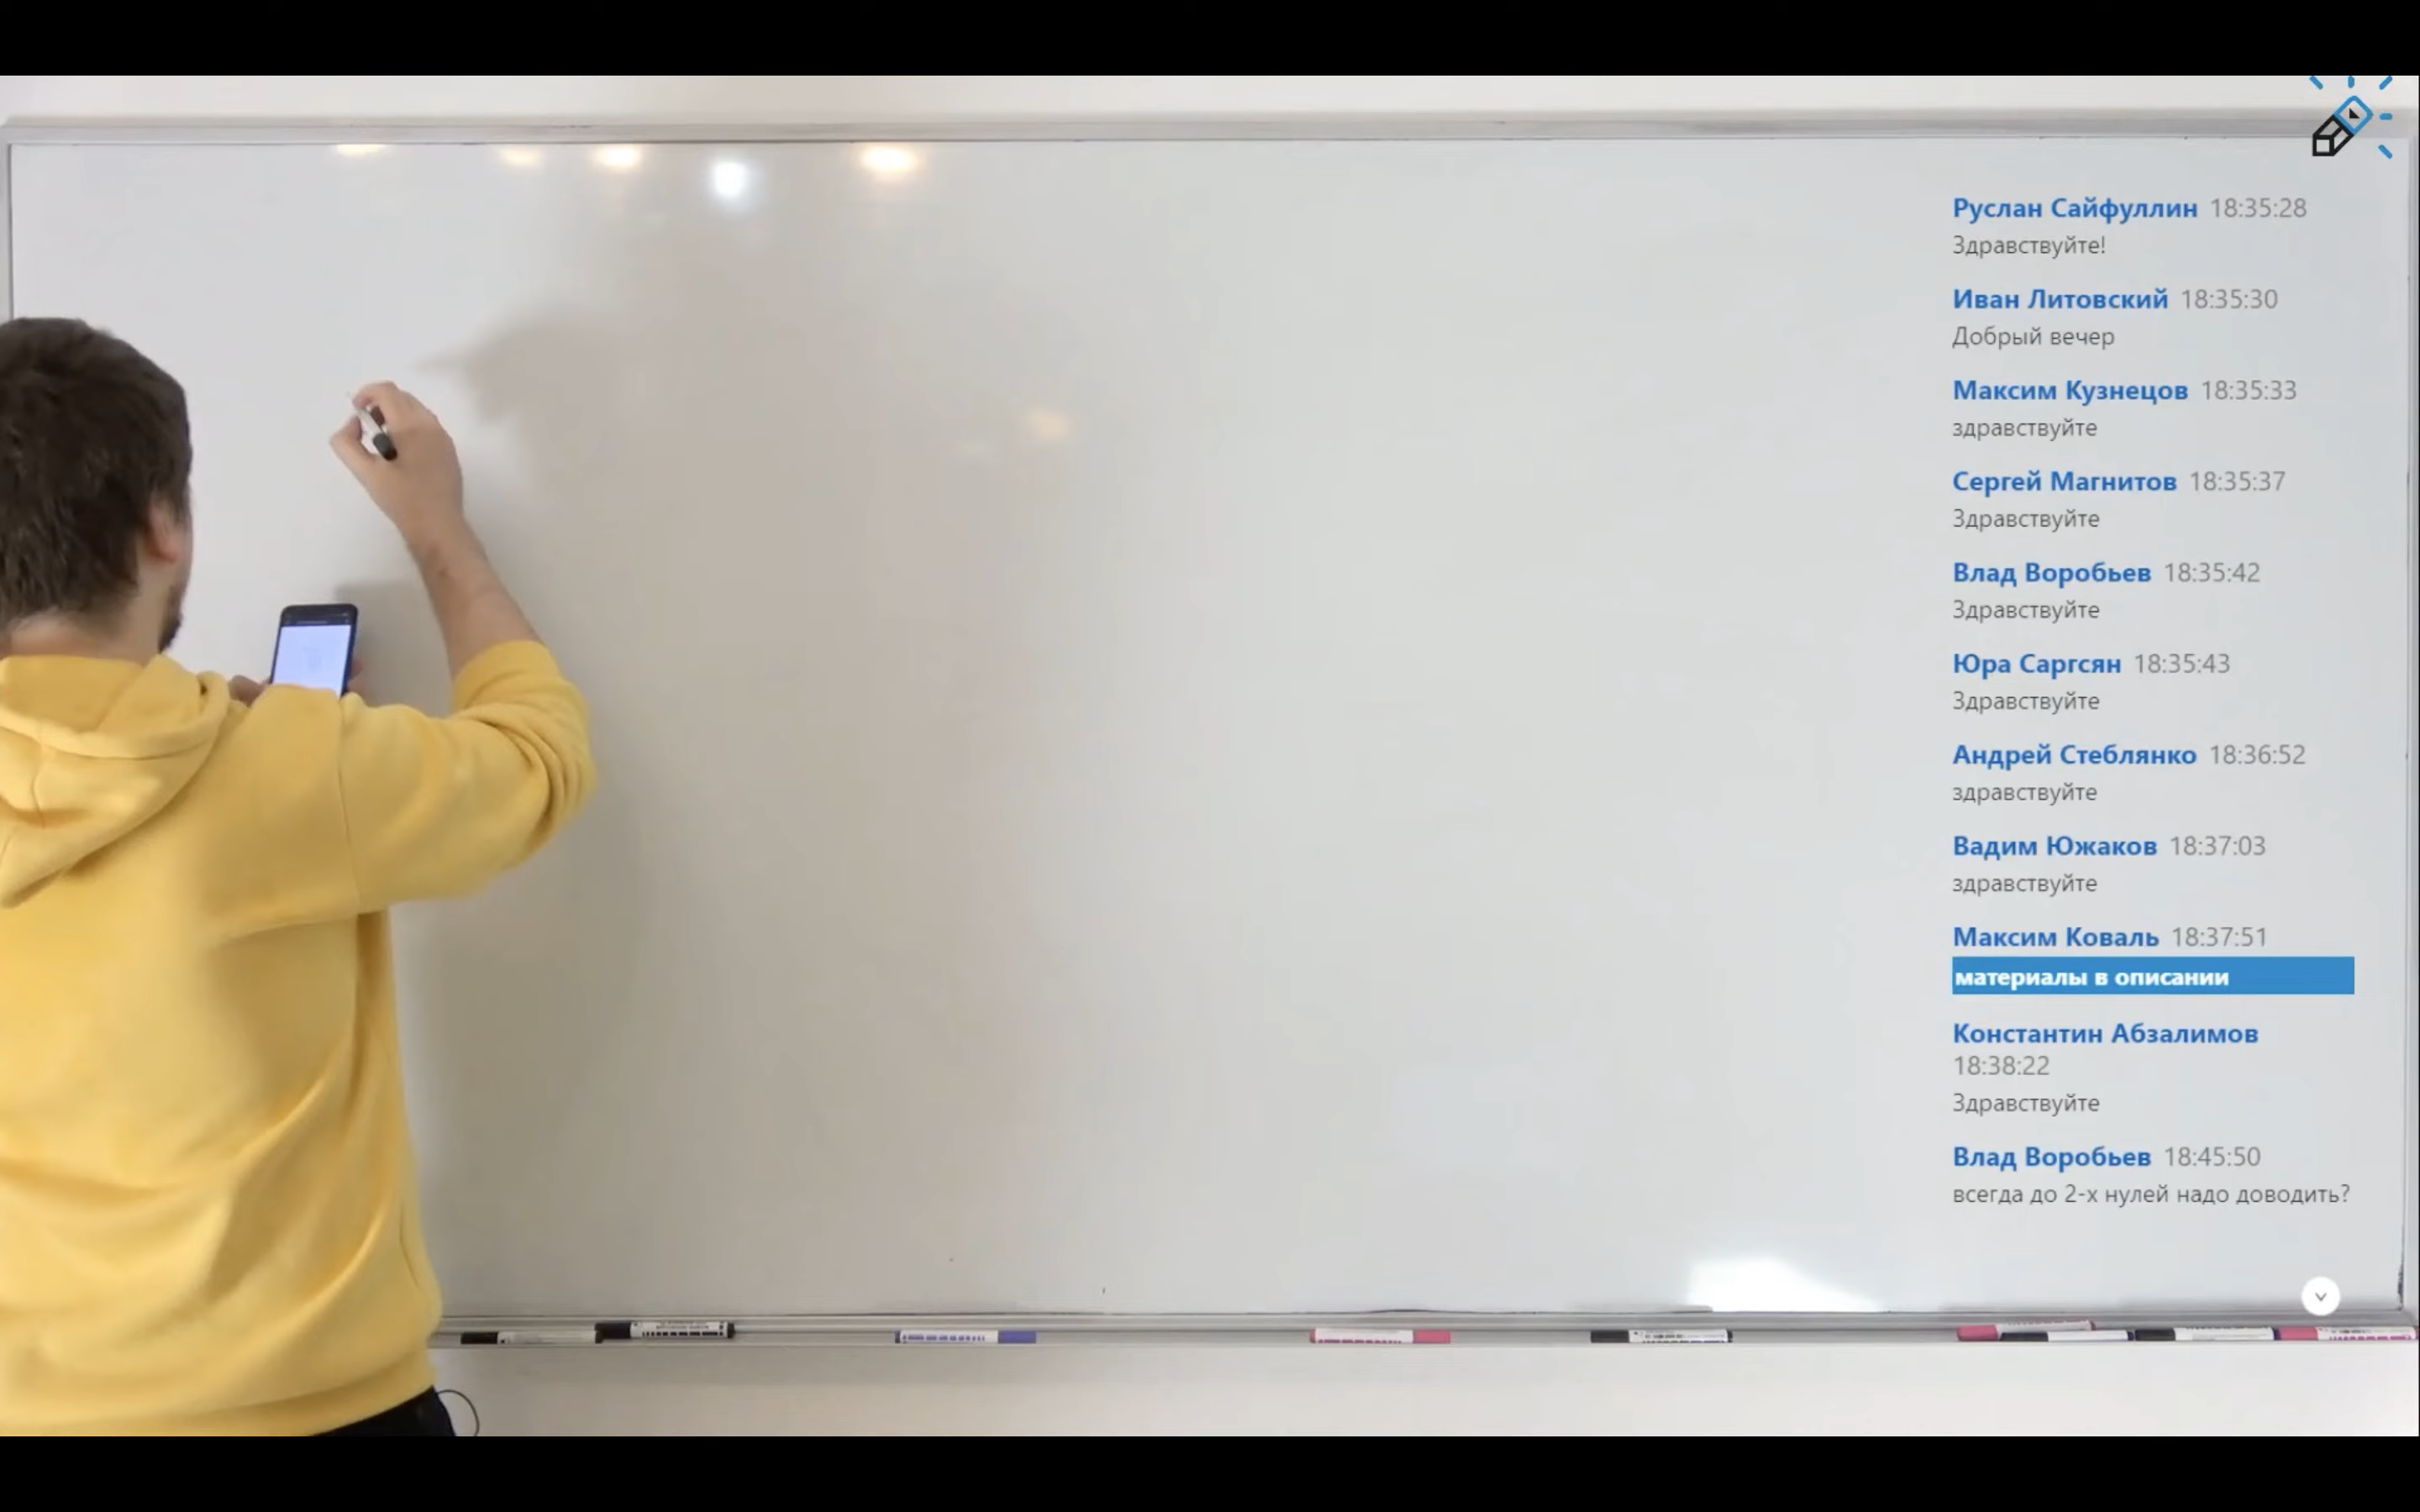 Руслан Сайфуллин 18:35:28
Здравствуйте!
Иван Литовский 18:35:30
Добрый вечер
Максим Кузнецов 18:35:33
здравствуйте
Сергей Магнитов 18:35:37
Здравствуйте
Влад Воробьев 18:35:42
Здравствуйте
Юра Саргсян 18:35:43
Здравствуйте
Андрей Стеблянко 18:36:52
здравствуйте
Вадим Южаков 18:37:03
здравствуйте
Максим Коваль 18:37:51
материалы в описании
Константин Абзалимов
18:38:22
Здравствуйте
Влад Воробьев 18:45:50
всегда до 2-х нулей надо доводить?